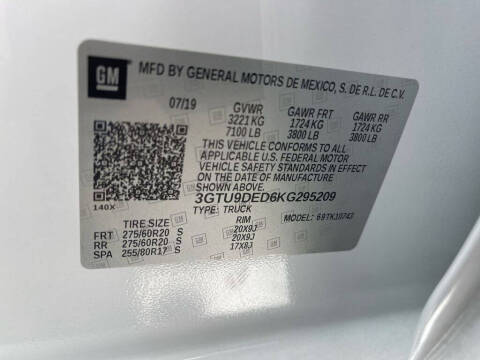 GM
MFD BY GENERAL MOTORS DE MEXICO, S. DE R.L. DE C.V.
07/19 GVWR GAWR FRT GAWR RR
3221 KG 1724 KG 1724 KG
7100 LB 3800 LB 3800 LB
THIS VEHICLE CONFORMS TO ALL
APPLICABLE U.S. FEDERAL MOTOR
VEHICLE SAFETY STANDARDS IN EFFECT
ON THE DATE OF MANUFACTURE
SHOWN ABOVE.
3GTU9DED6KG295209
140X TYPE: TRUCK
TIRE SIZE RIM MODEL:
FRT 275/60R20 S 20X9J
RR 275/60R20 S 20X9J
SPA 255/80R17 S 17X8J